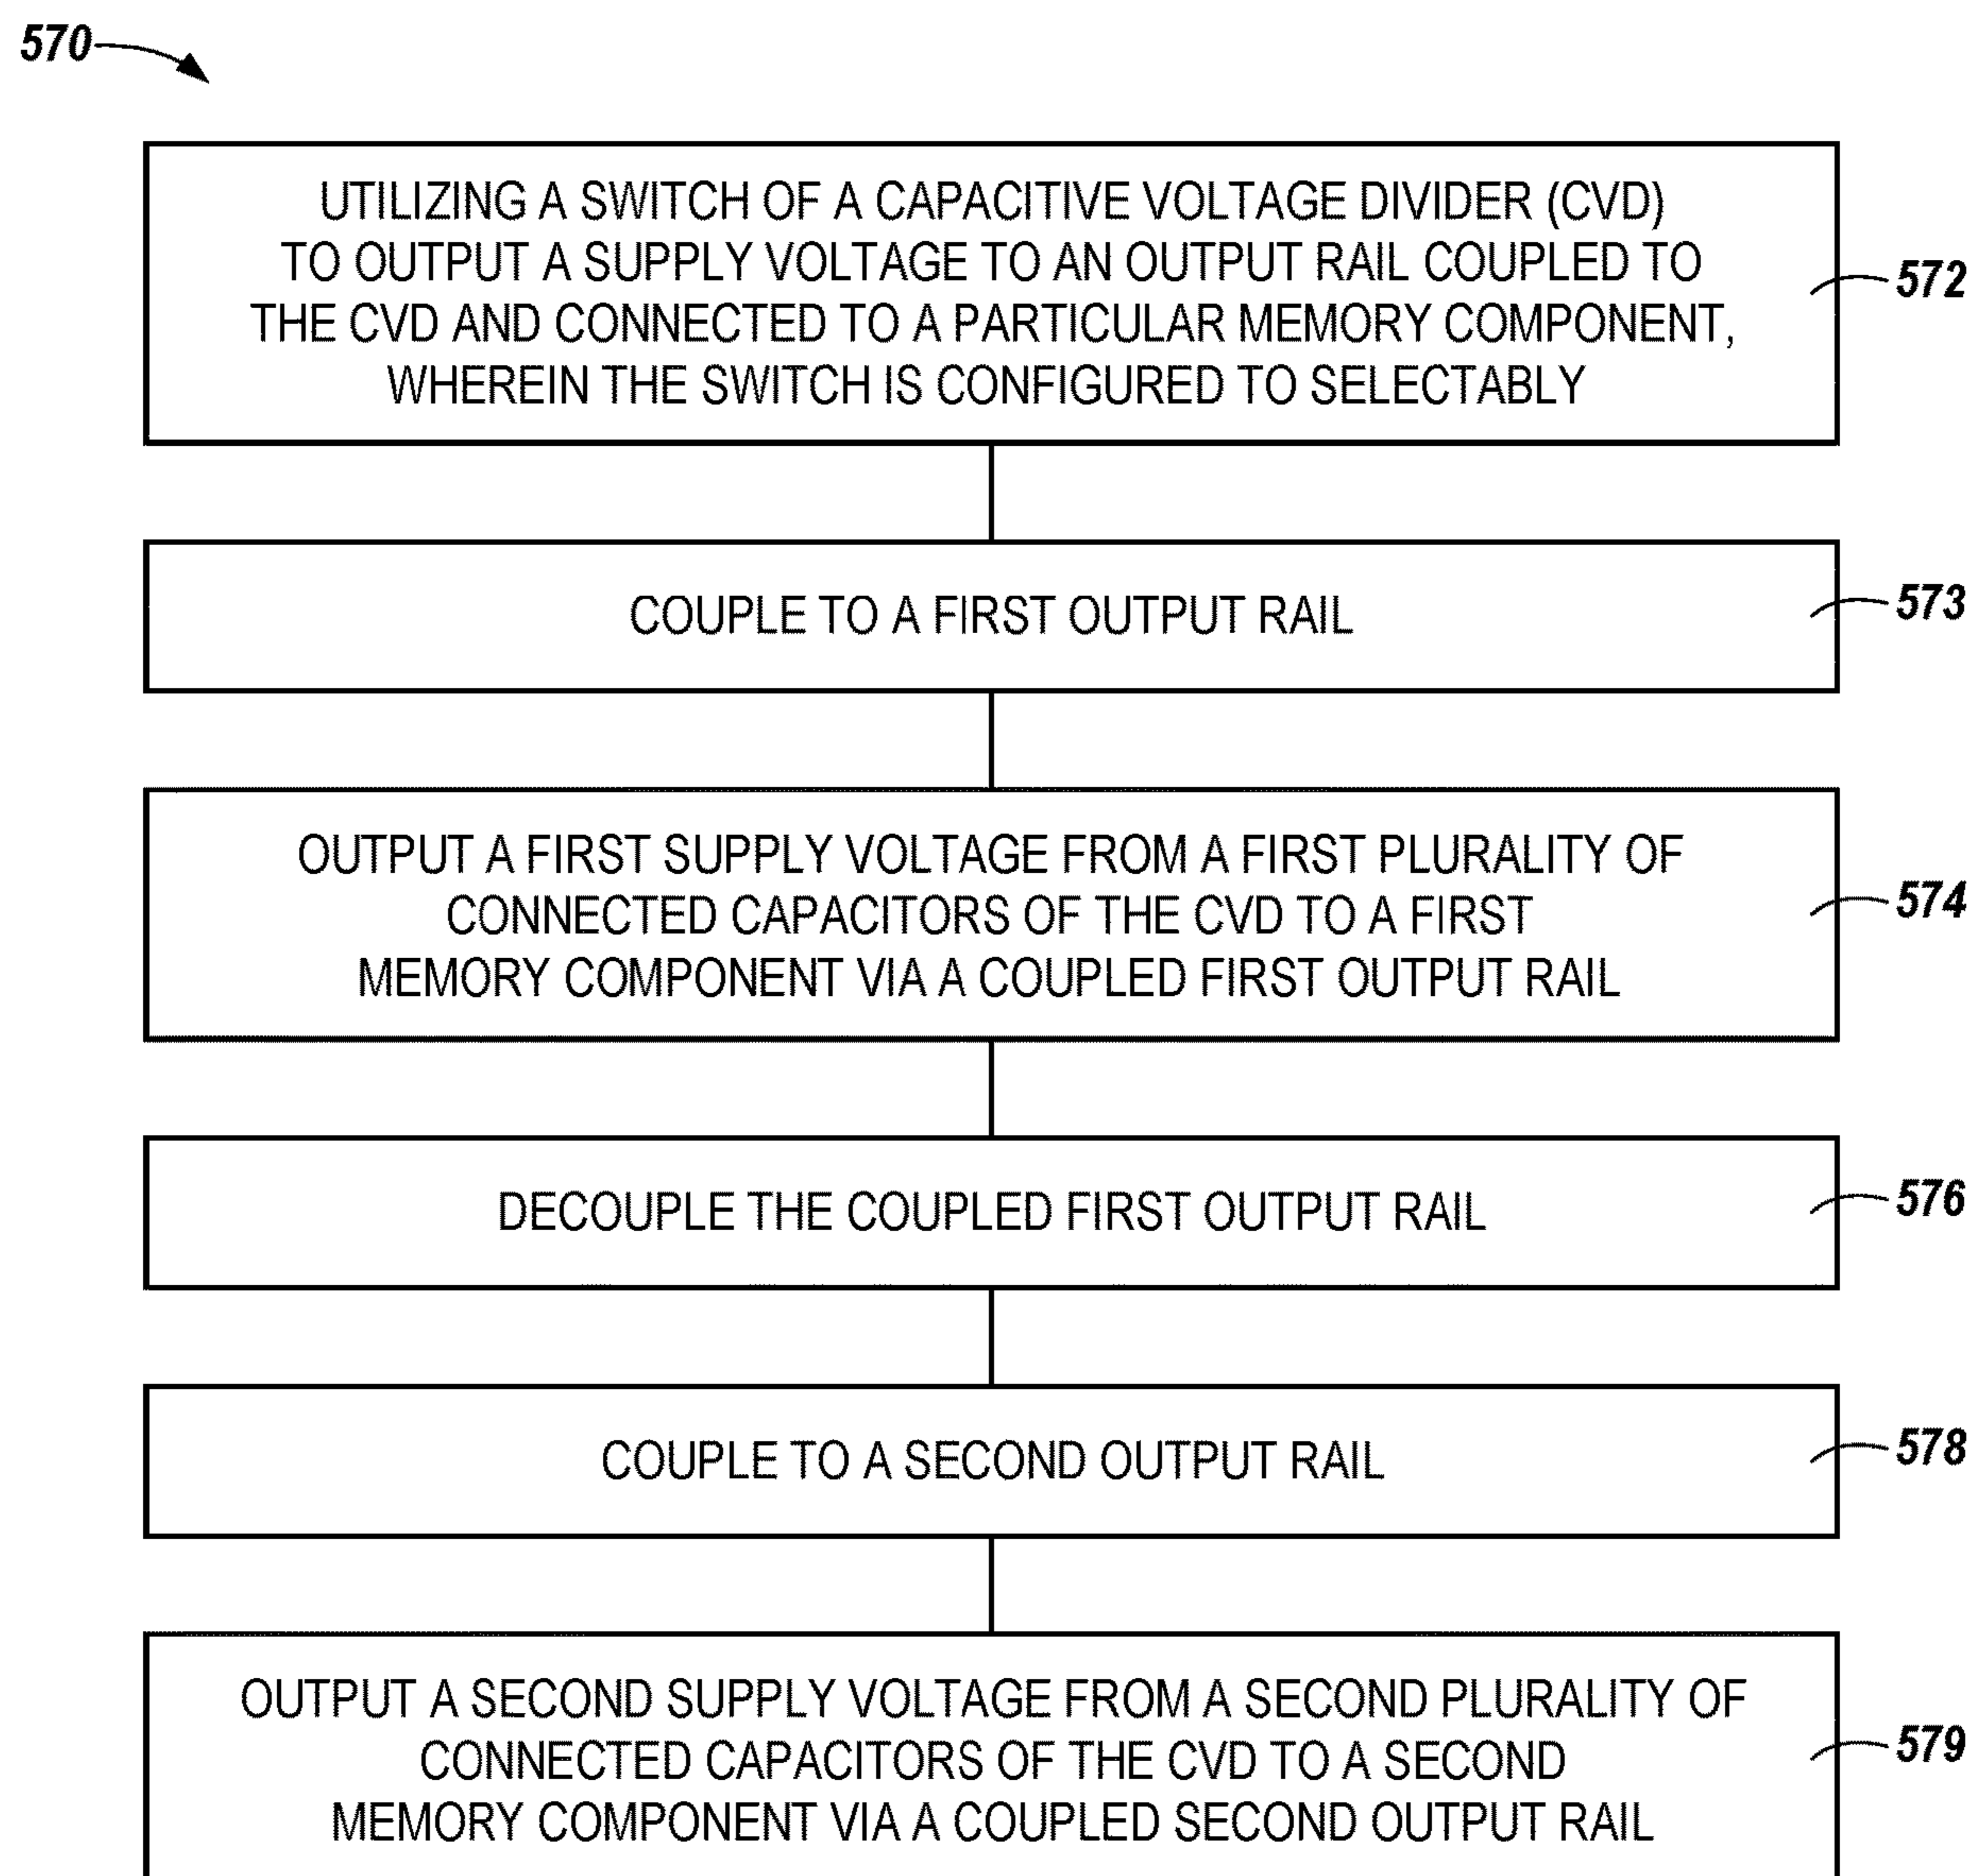 570
UTILIZING A SWITCH OF A CAPACITIVE VOLTAGE DIVIDER (CVD)
TO OUTPUT A SUPPLY VOLTAGE TO AN OUTPUT RAIL COUPLED TO
THE CVD AND CONNECTED TO A PARTICULAR MEMORY COMPONENT,
WHEREIN THE SWITCH IS CONFIGURED TO SELECTABLY
572
COUPLE TO A FIRST OUTPUT RAIL
573
OUTPUT A FIRST SUPPLY VOLTAGE FROM A FIRST PLURALITY OF
CONNECTED CAPACITORS OF THE CVD TO A FIRST
MEMORY COMPONENT VIA A COUPLED FIRST OUTPUT RAIL
574
DECOUPLE THE COUPLED FIRST OUTPUT RAIL
576
COUPLE TO A SECOND OUTPUT RAIL
578
OUTPUT A SECOND SUPPLY VOLTAGE FROM A SECOND PLURALITY OF
CONNECTED CAPACITORS OF THE CVD TO A SECOND
MEMORY COMPONENT VIA A COUPLED SECOND OUTPUT RAIL
579